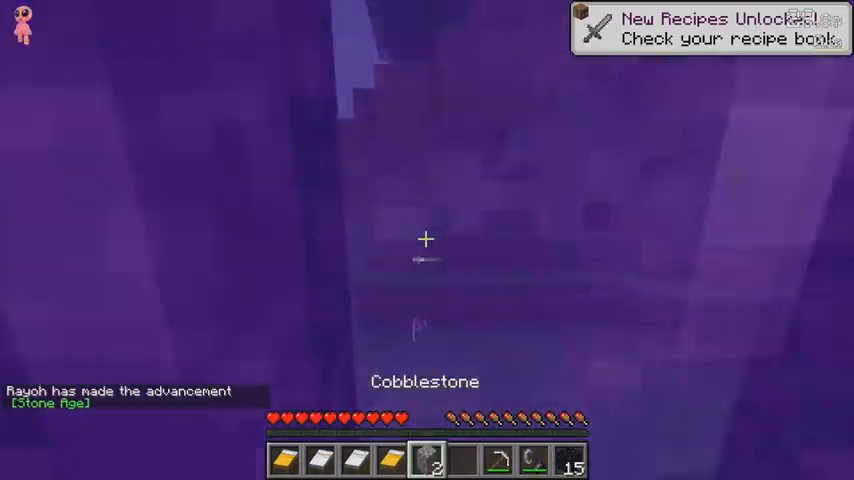 New Recipes Unlocked!
Check your recipe book
Cobblestone
Rayoh has made the advancement
[Stone Age]
2
15